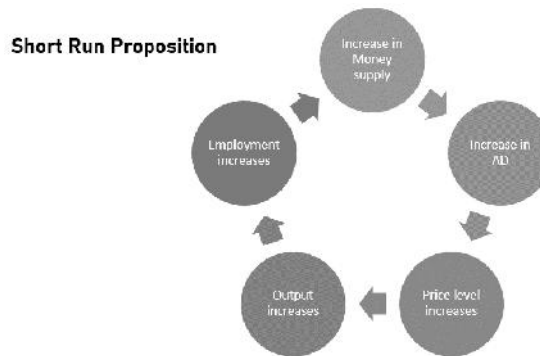 Short Run Proposition
Increase in
Money
supply
Increase in
AD
Price level
increases
Output
increases
Employment
increases